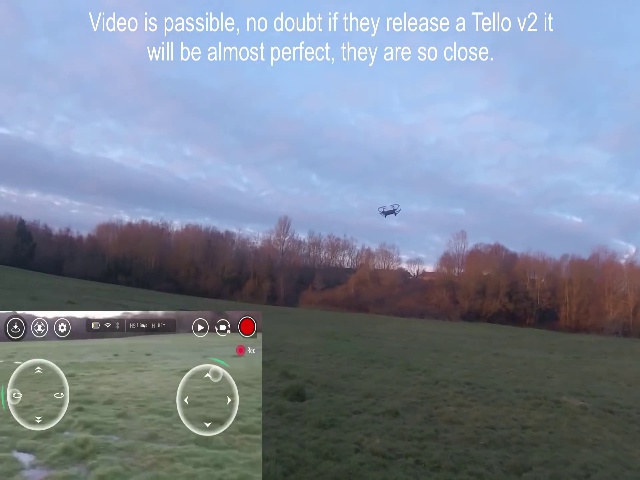 Video is passible, no doubt if they release a Tello v2 it
will be almost perfect, they are so close.
Rec